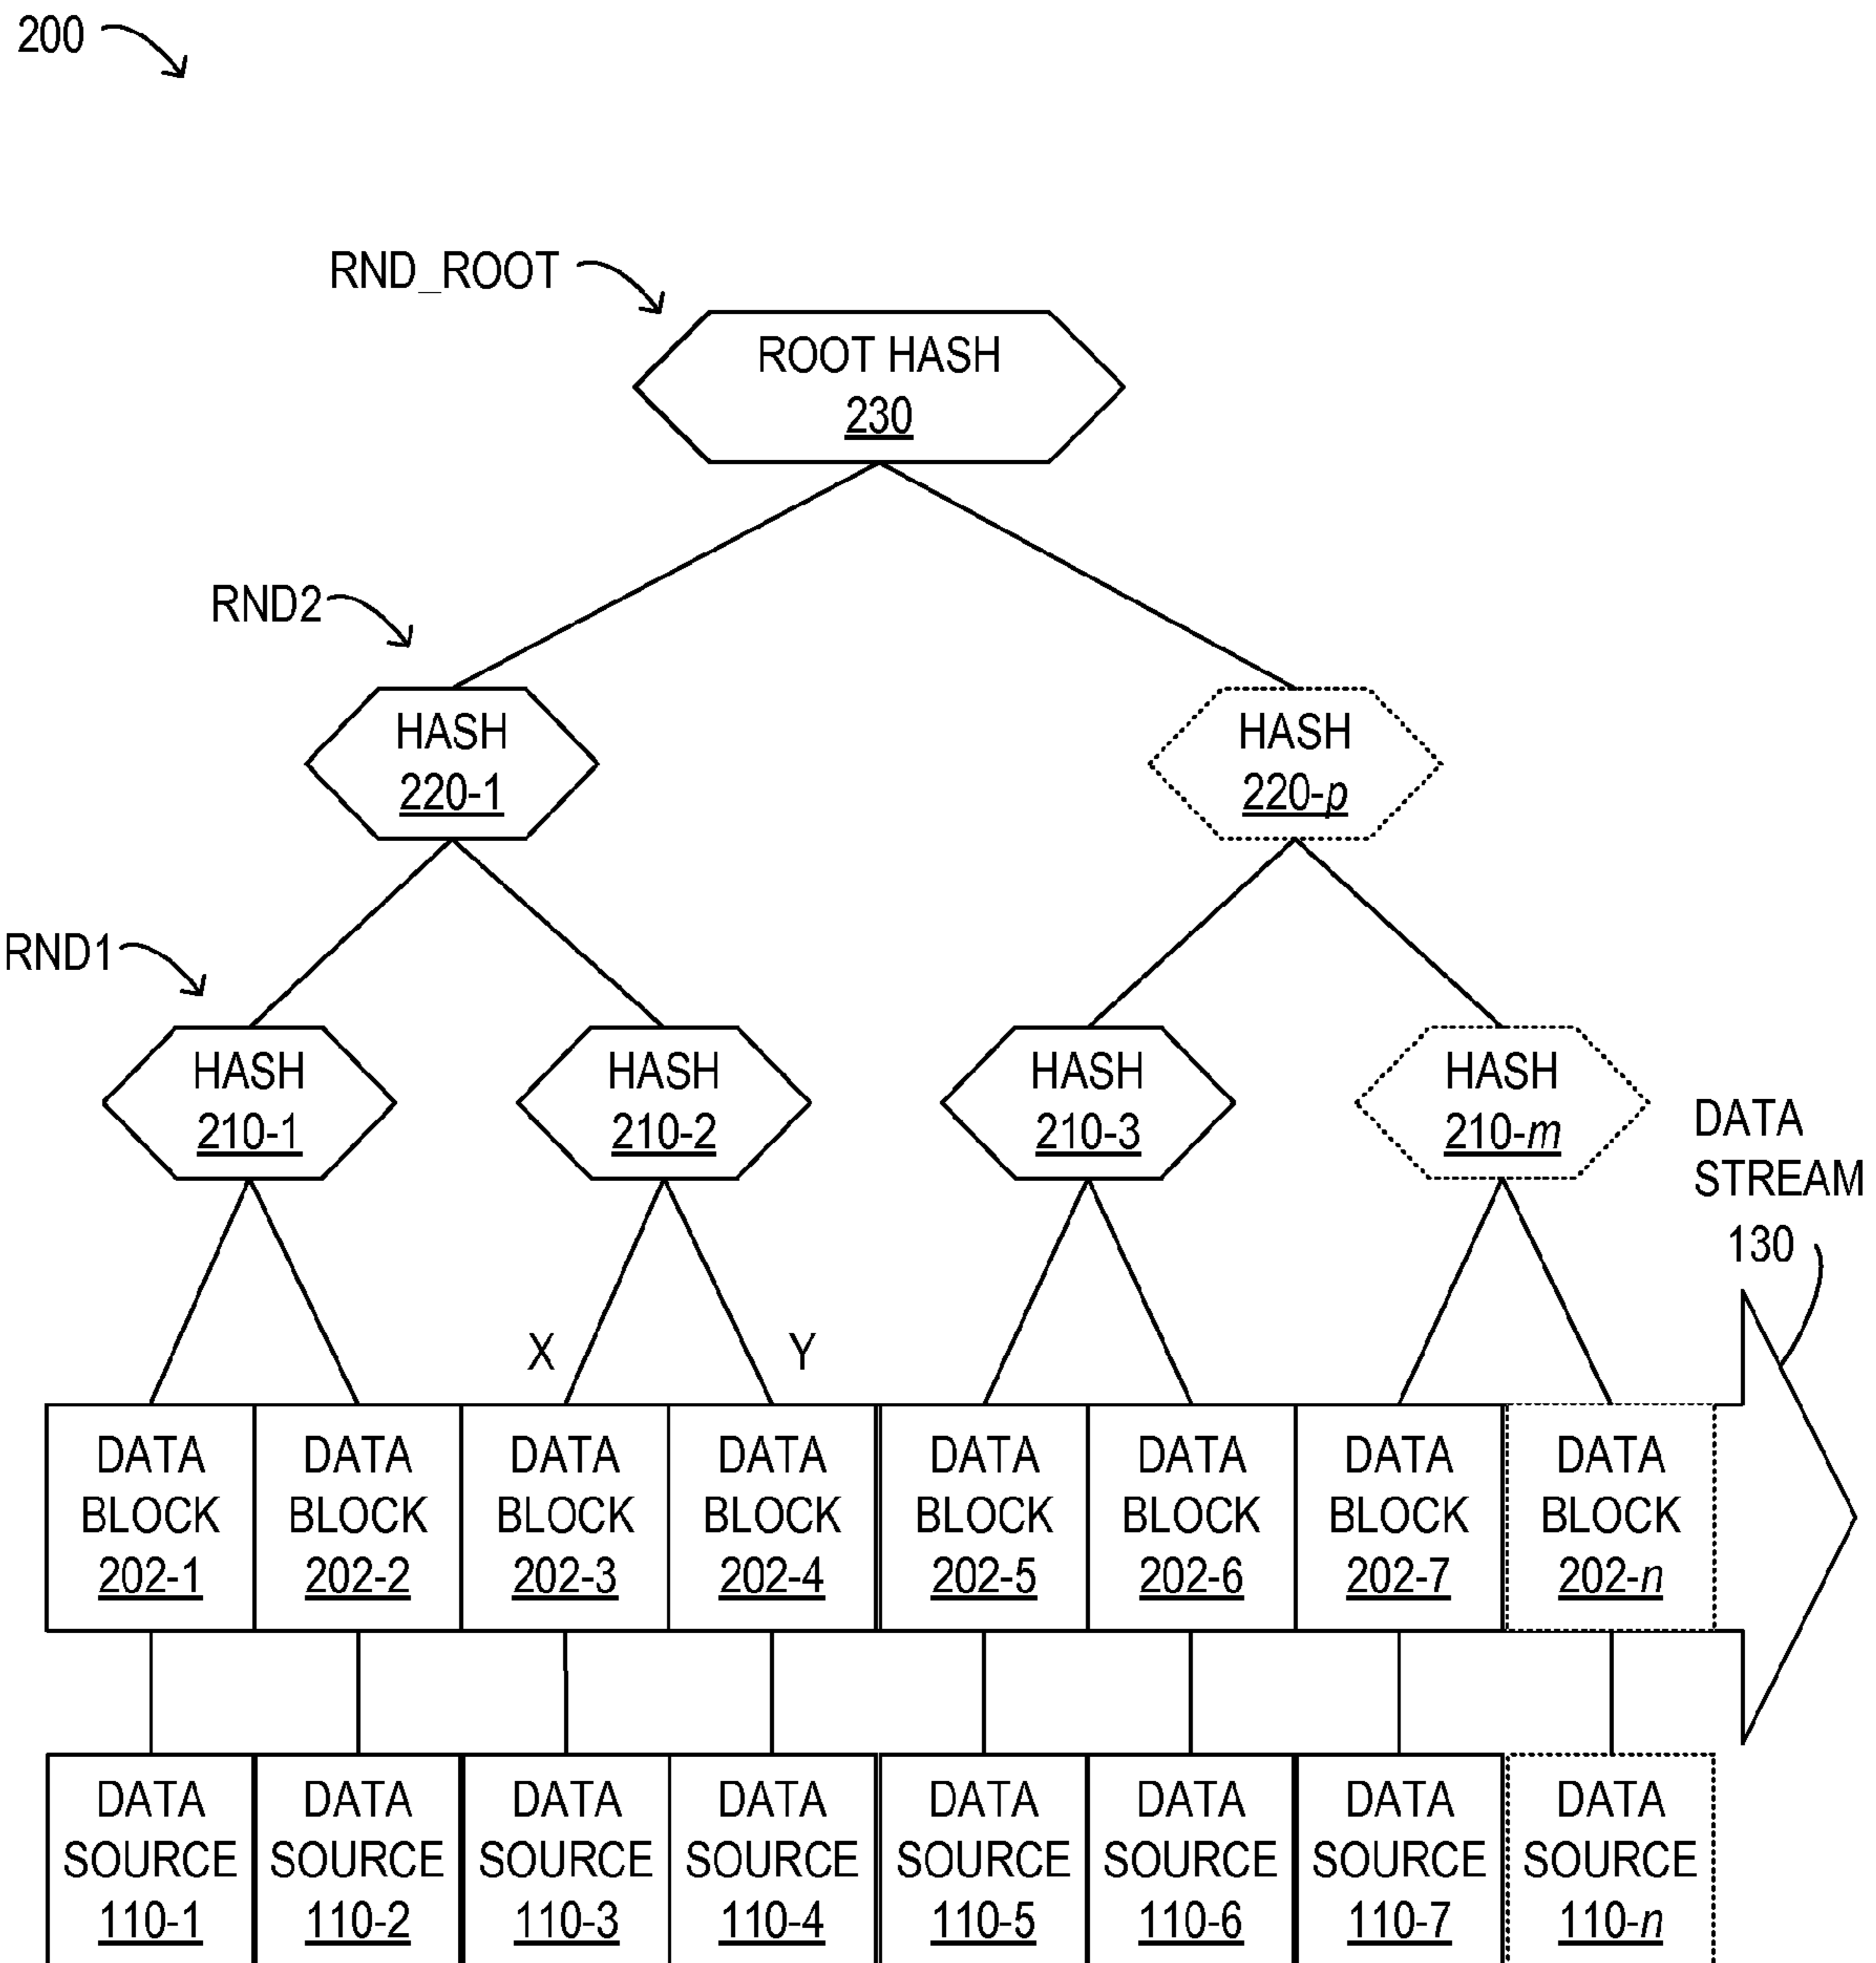 200
RND_ROOT
ROOT HASH
230
RND2
HASH
220-1
HASH
220-p
RND1
HASH
210-1
HASH
210-2
HASH
210-3
HASH
210-m
DATA
STREAM
130
X
Y
DATA
BLOCK
202-1
DATA
BLOCK
202-2
DATA
BLOCK
202-3
DATA
BLOCK
202-4
DATA
BLOCK
202-5
DATA
BLOCK
202-6
DATA
BLOCK
202-7
DATA
BLOCK
202-n
DATA
SOURCE
110-1
DATA
SOURCE
110-2
DATA
SOURCE
110-3
DATA
SOURCE
110-4
DATA
SOURCE
110-5
DATA
SOURCE
110-6
DATA
SOURCE
110-7
DATA
SOURCE
110-n